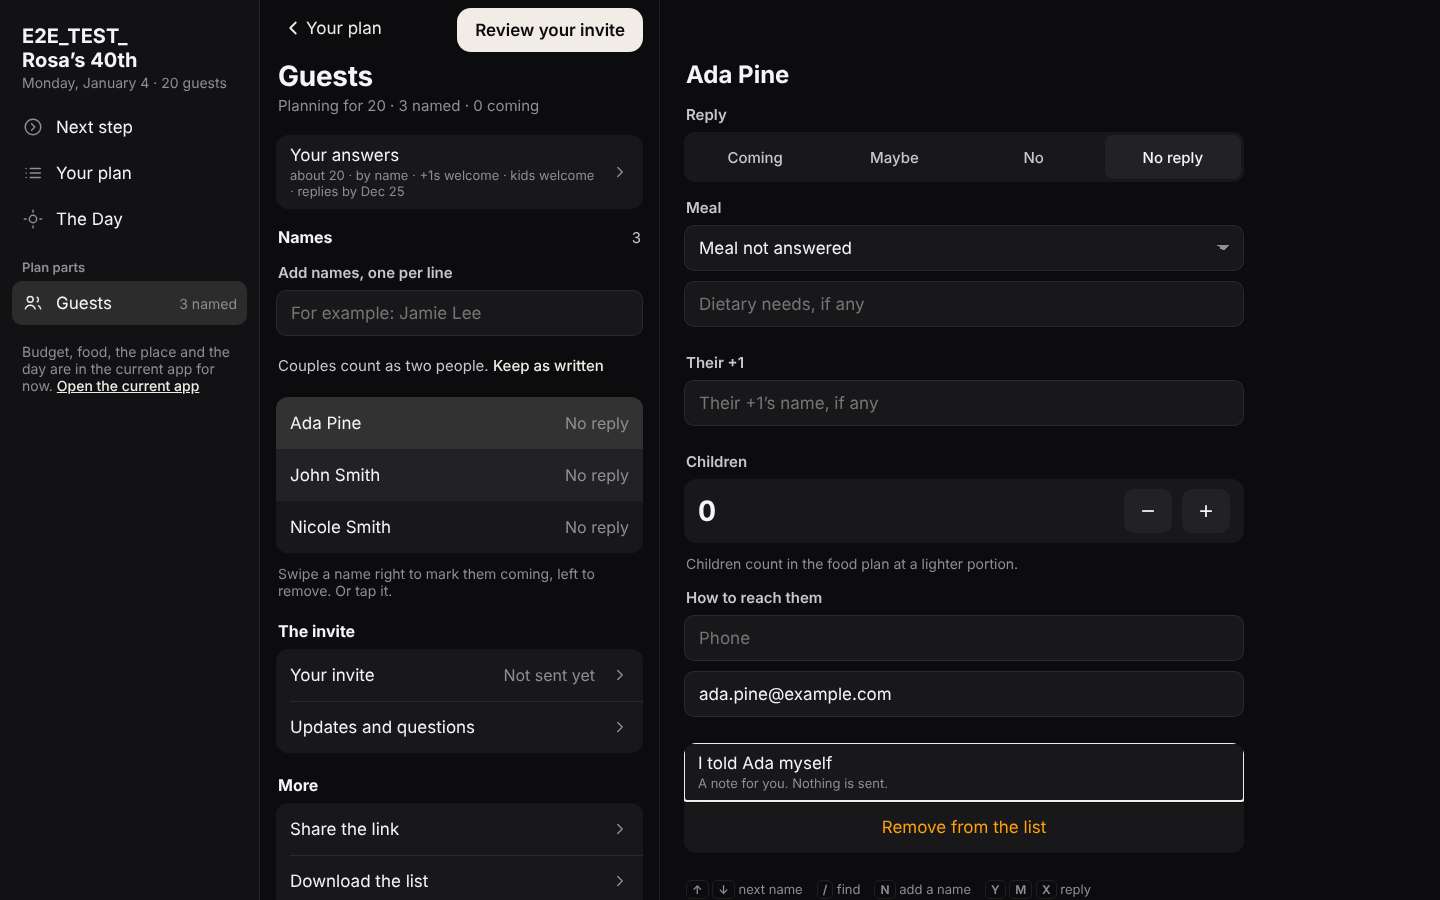 E2E_TEST_
Rosa’s 40th
Monday, January 4 · 20 guests
Next step
Your plan
The Day
Plan parts
Guests
3 named
Budget, food, the place and the
day are in the current app for
now. Open the current app
Your plan
Review your invite
Guests
Planning for 20 · 3 named · 0 coming
Your answers
about 20 · by name · +1s welcome · kids welcome
· replies by Dec 25
Names
3
Add names, one per line
For example: Jamie Lee
Couples count as two people. Keep as written
Ada Pine
No reply
John Smith
No reply
Nicole Smith
No reply
Swipe a name right to mark them coming, left to
remove. Or tap it.
The invite
Your invite
Not sent yet
Updates and questions
More
Share the link
Download the list
Ada Pine
Reply
Coming
Maybe
No
No reply
Meal
Meal not answered
Dietary needs, if any
Their +1
Their +1’s name, if any
Children
0
− +
Children count in the food plan at a lighter portion.
How to reach them
Phone
ada.pine@example.com
I told Ada myself
A note for you. Nothing is sent.
Remove from the list
↑ ↓ next name / find N add a name Y M X reply